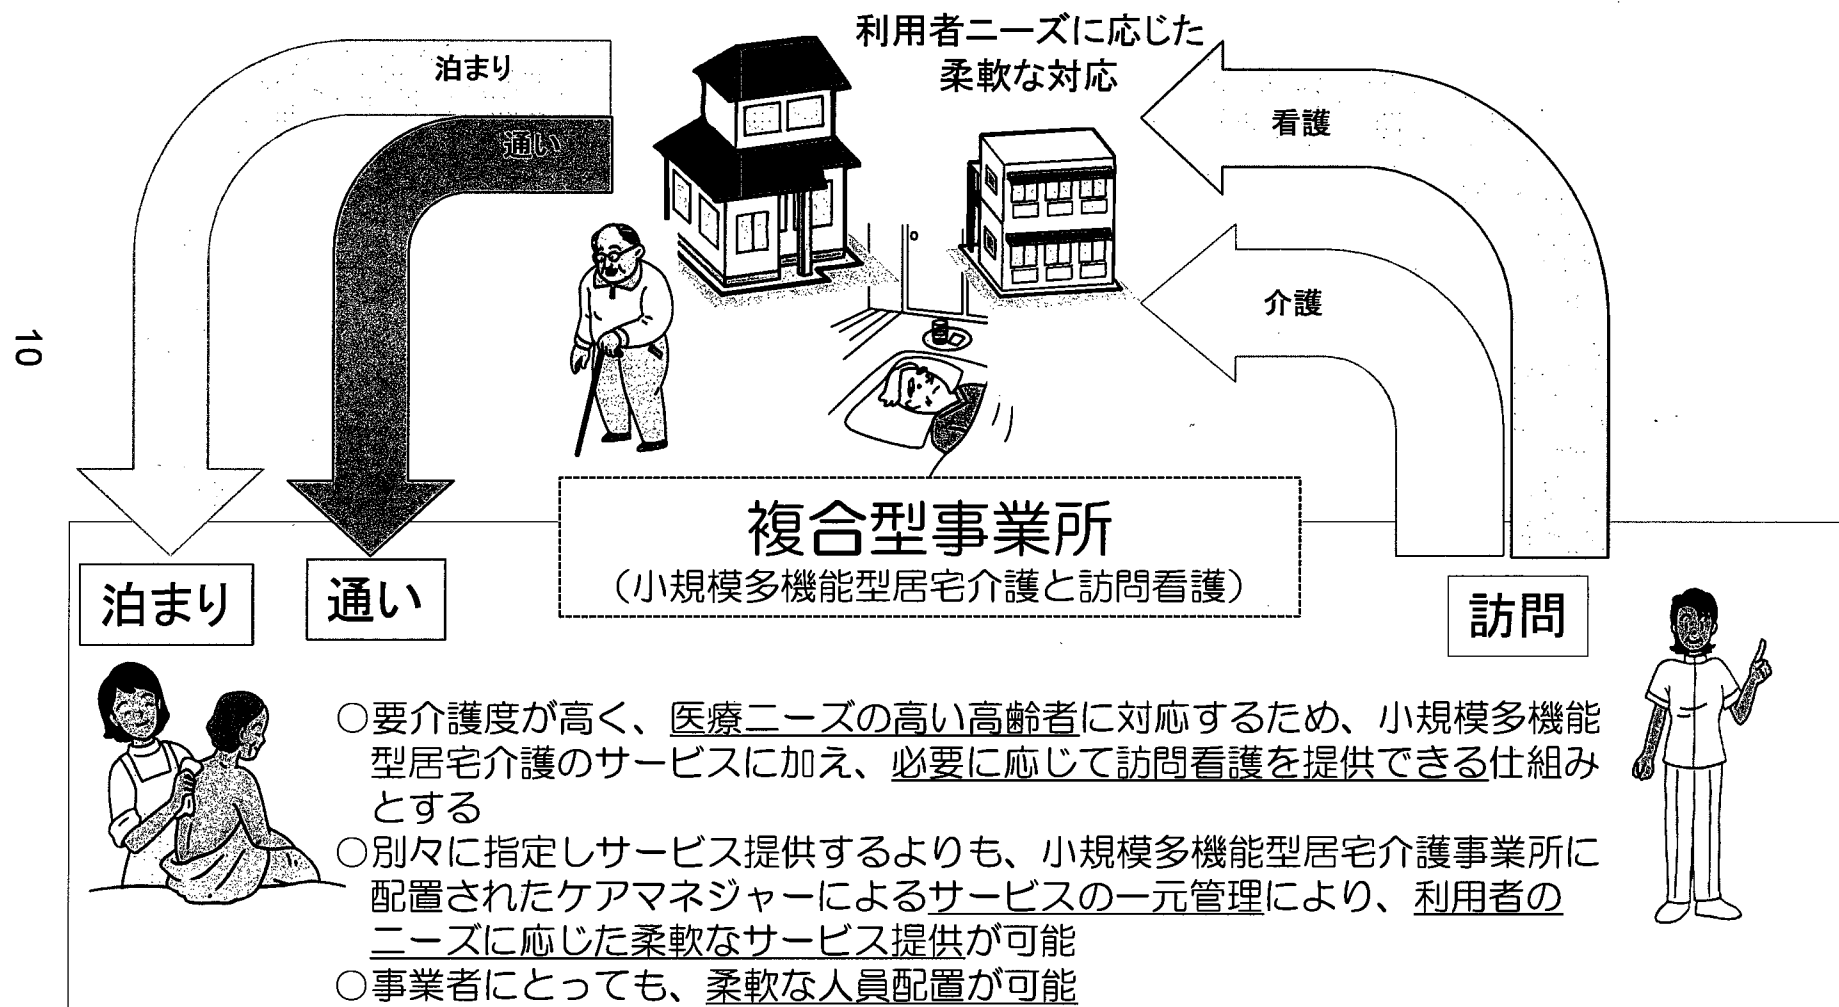 利用者ニーズに応じた
柔軟な対応
泊まり
通い
看護
介護
10
複合型事業所
（小規模多機能型居宅介護と訪問看護）
泊まり
通い
訪問
○要介護度が高く、医療ニーズの高い高齢者に対応するため、小規模多機能
型居宅介護のサービスに加え、必要に応じて訪問看護を提供できる仕組み
とする
○別々に指定しサービス提供するよりも、小規模多機能型居宅介護事業所に
配置されたケアマネジャーによるサービスの一元管理により、利用者の
ニーズに応じた柔軟なサービス提供が可能
○事業者にとっても、柔軟な人員配置が可能